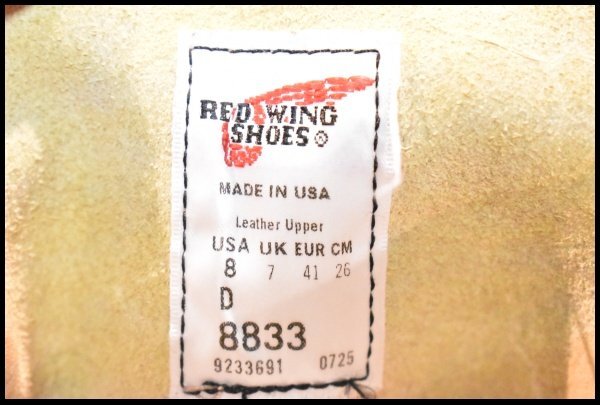 RED WING
SHOES®
MADE IN USA
Leather Upper
USA UK EUR CM
8 7 41 26
D
8833
9233691 0725